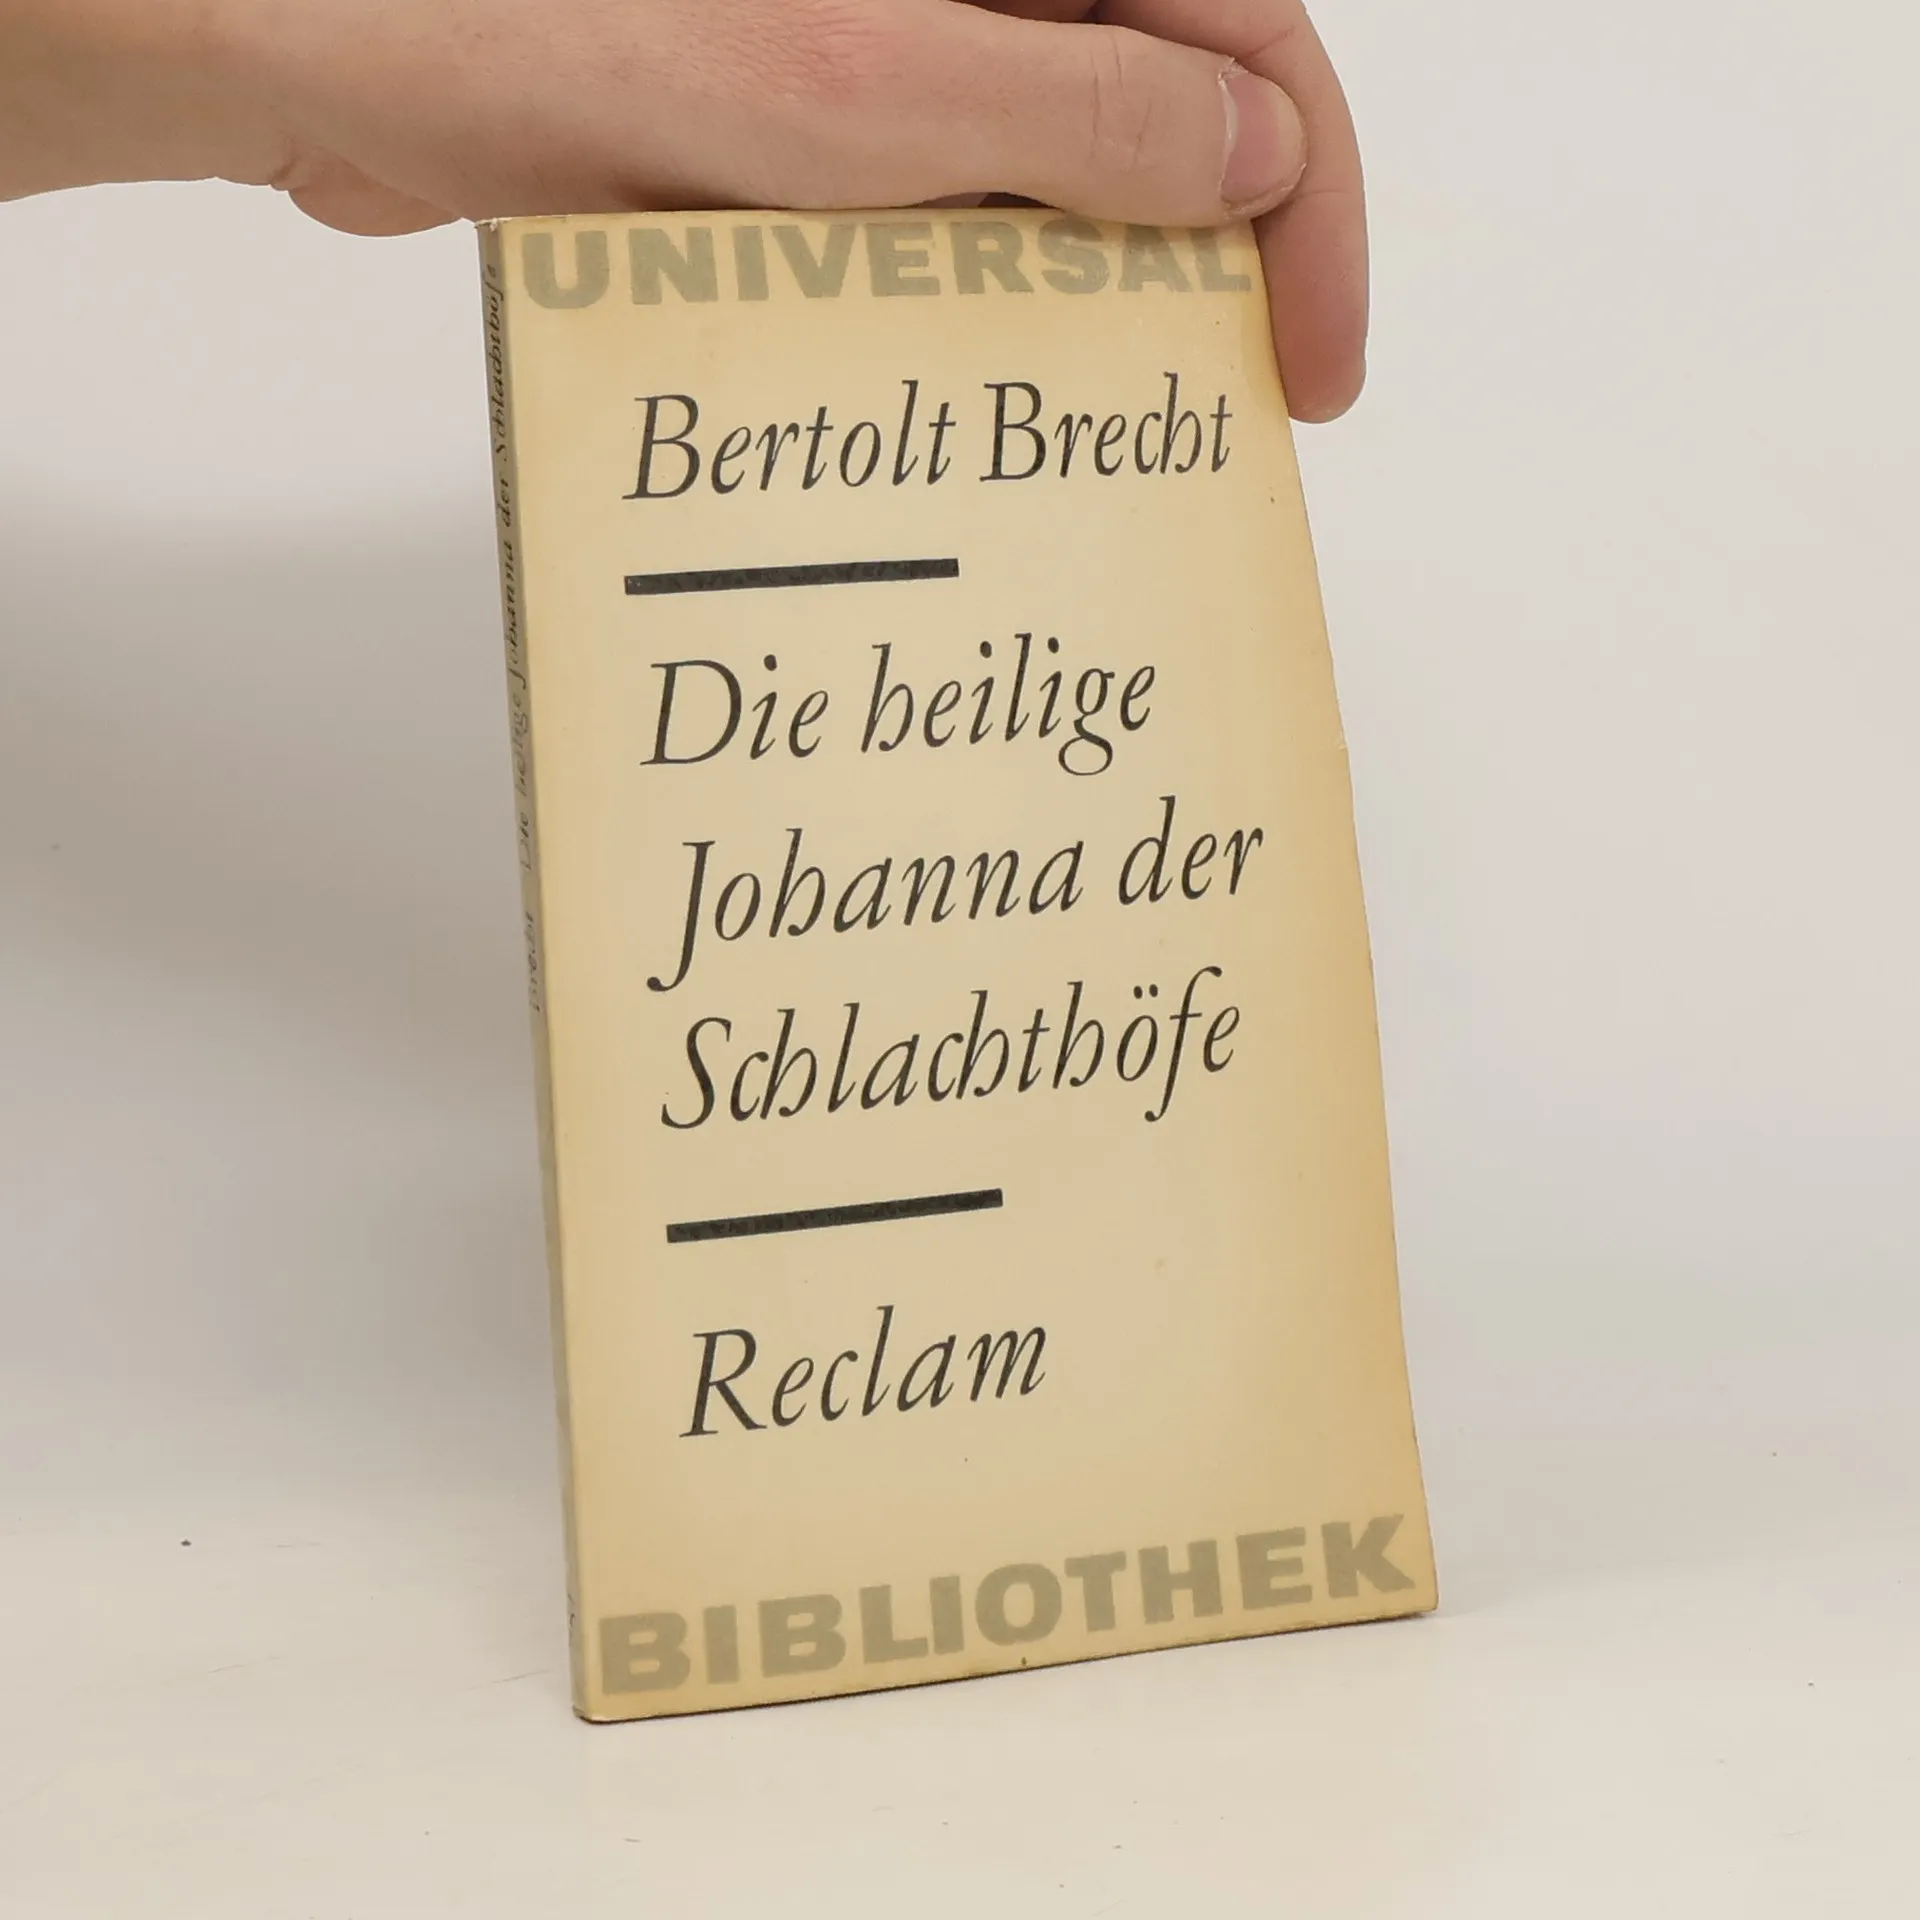 UNIVERSAL
Bertolt Brecht
Die heilige
Johanna der
Schlachthöfe
Reclam
BIBLIOTHEK
Brecht Die heilige Johanna der Schlachthöfe